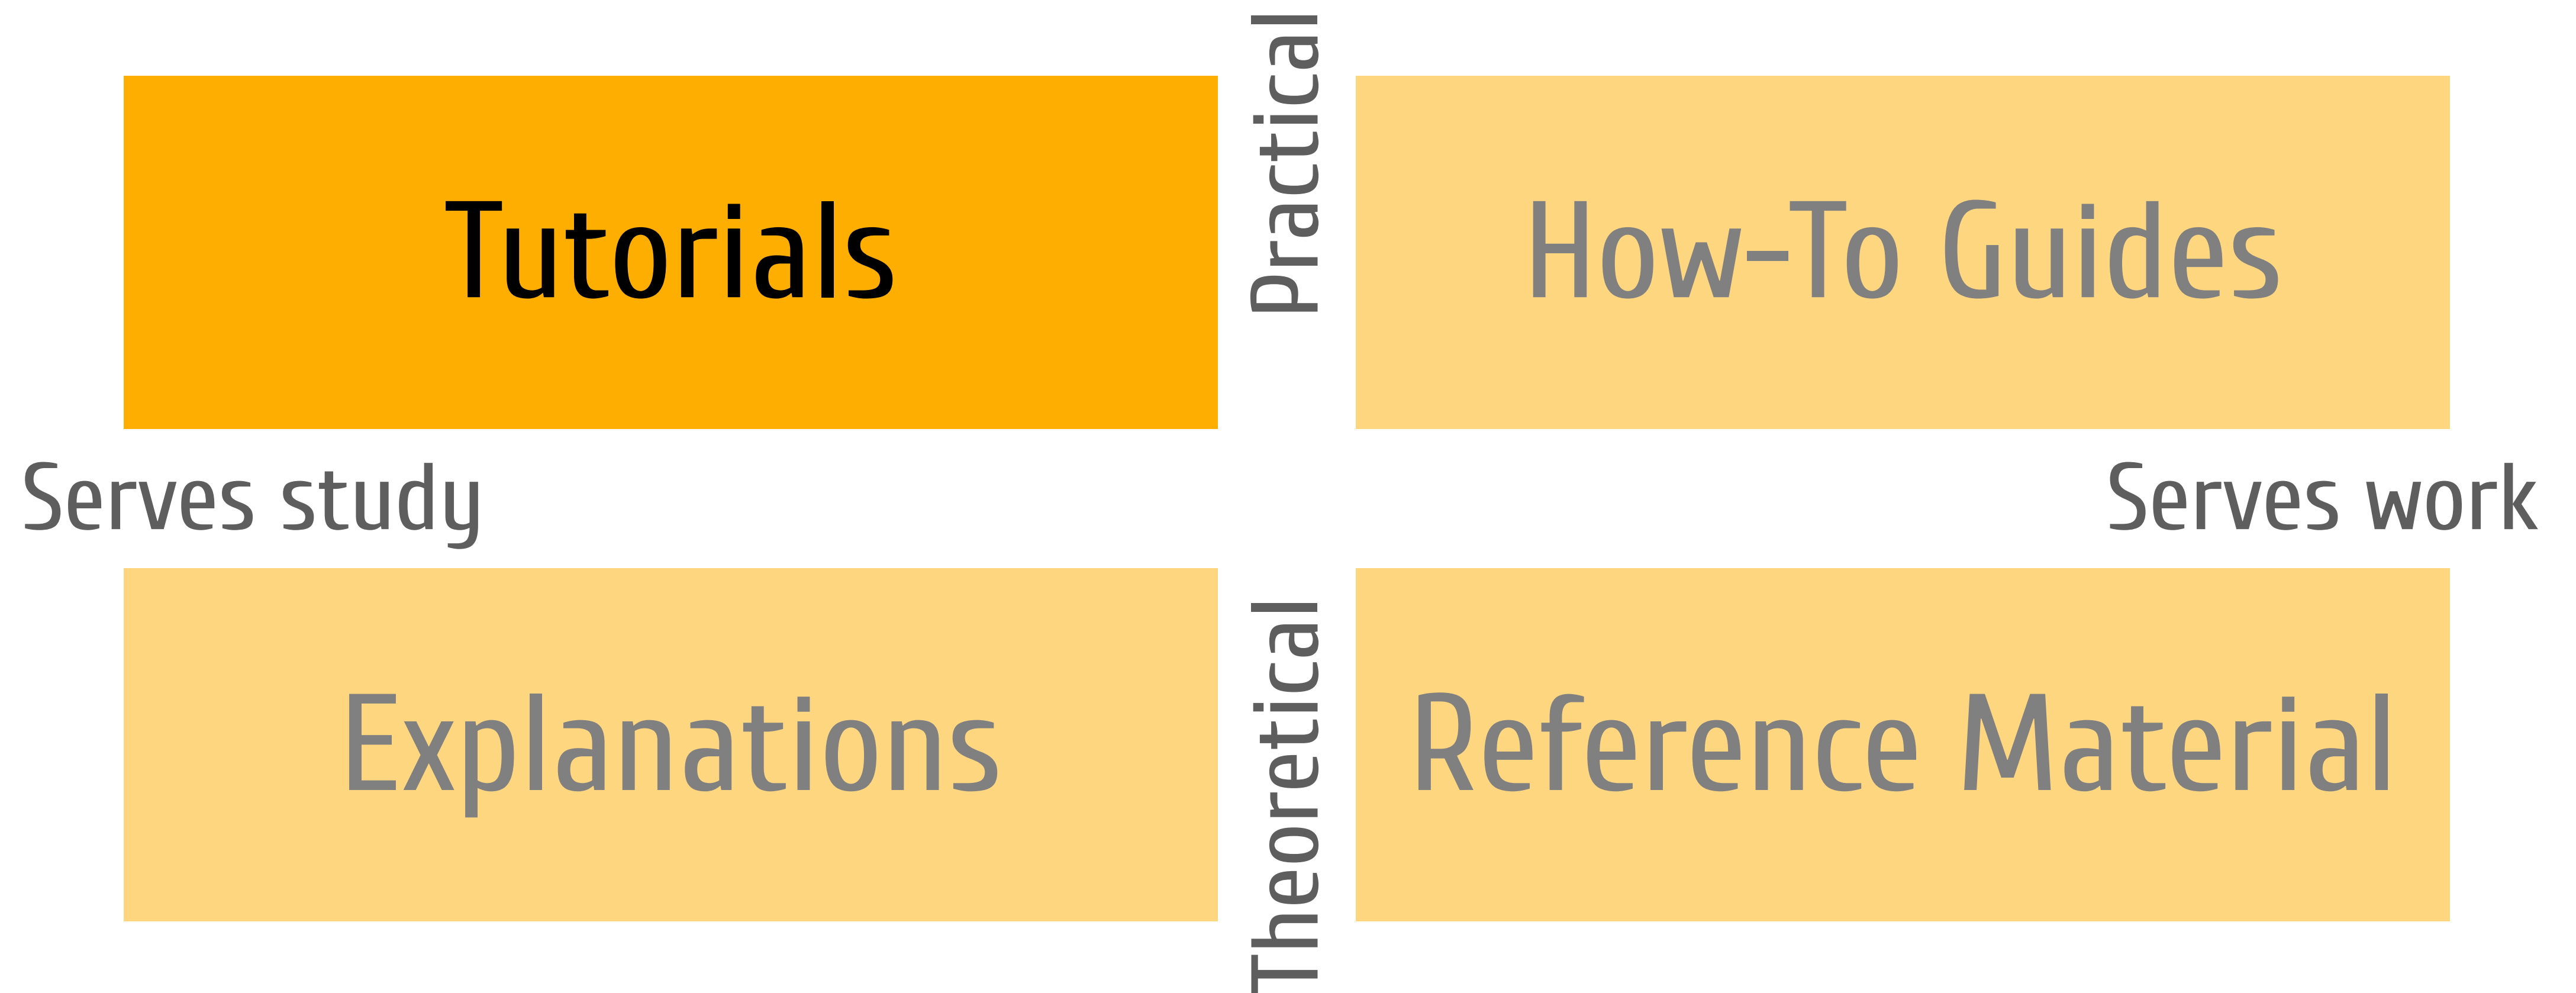 Practical
Tutorials
How-To Guides
Serves study
Serves work
Theoretical
Explanations
Reference Material